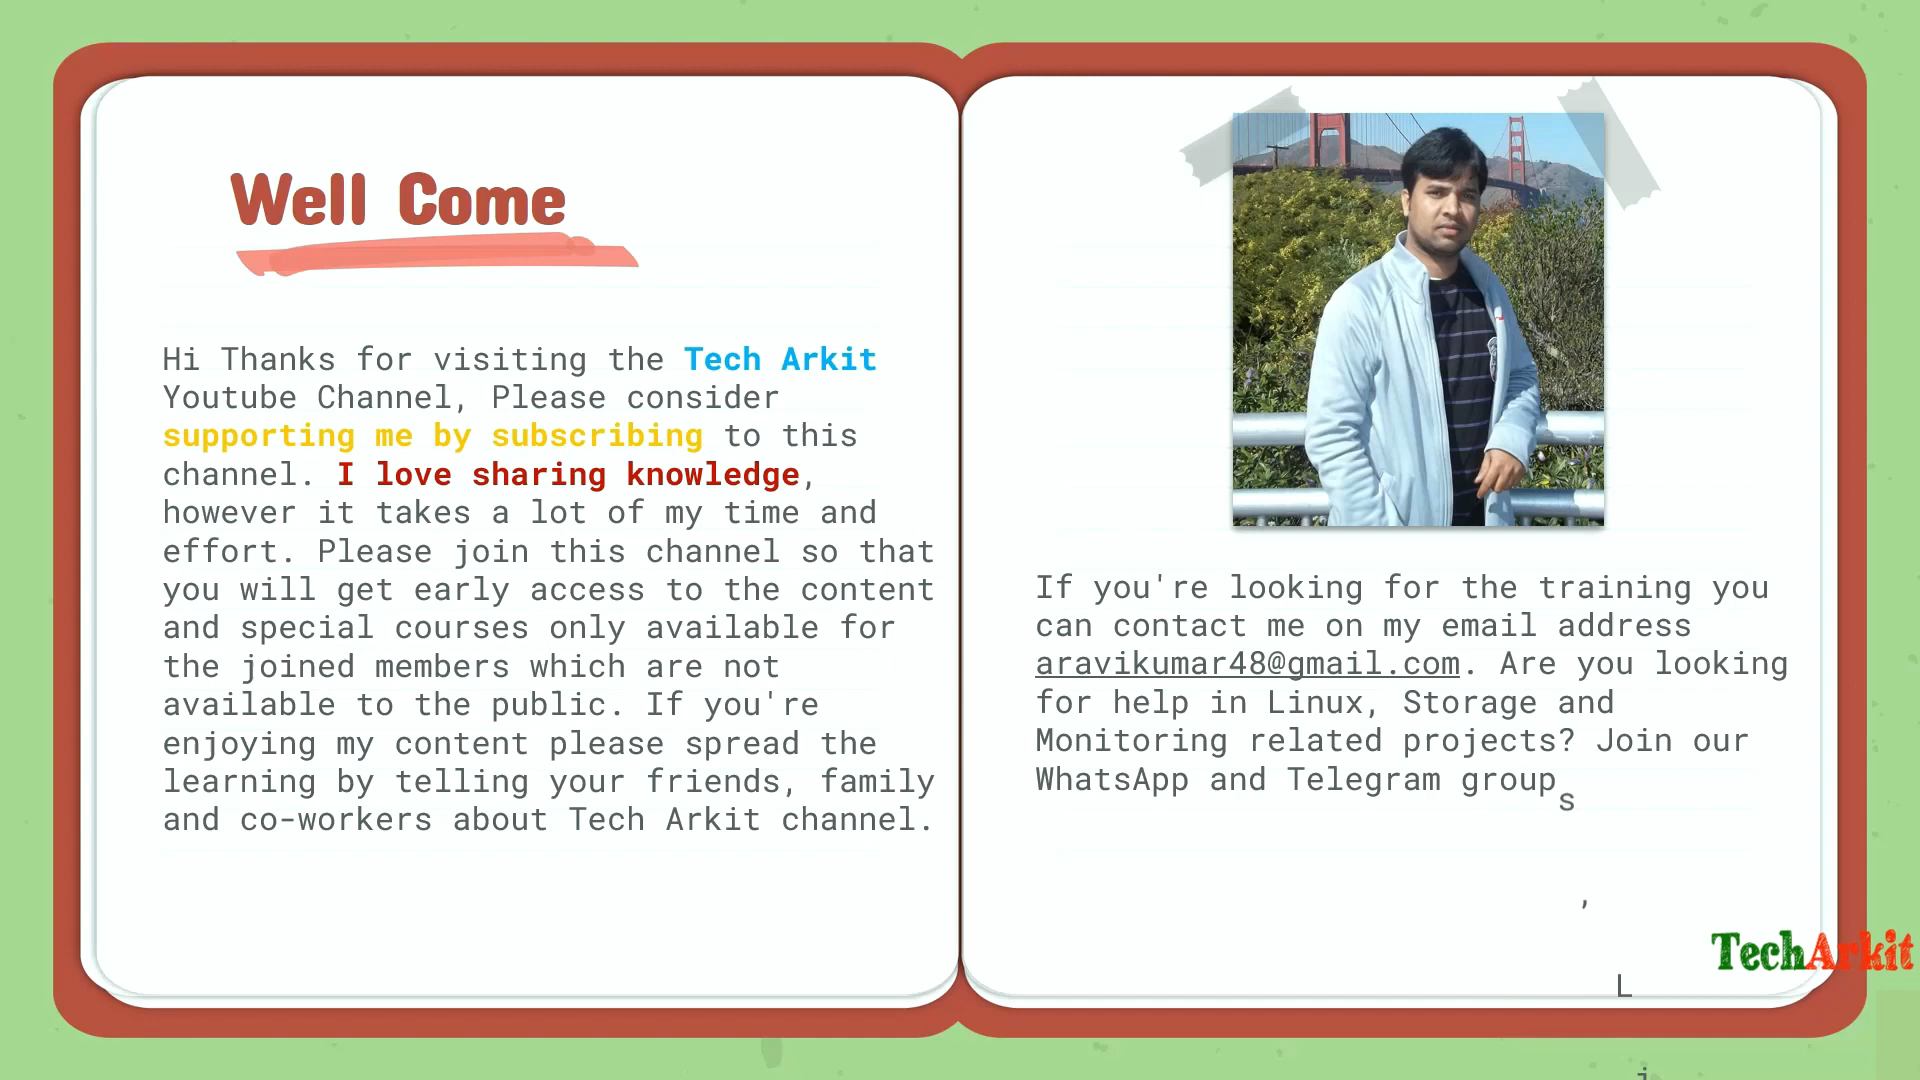 Well Come
Hi Thanks for visiting the Tech Arkit
Youtube Channel, Please consider
supporting me by subscribing to this
channel. I love sharing knowledge,
however it takes a lot of my time and
effort. Please join this channel so that
you will get early access to the content
and special courses only available for
the joined members which are not
available to the public. If you're
enjoying my content please spread the
learning by telling your friends, family
and co-workers about Tech Arkit channel.
If you're looking for the training you
can contact me on my email address
aravikumar48@gmail.com. Are you looking
for help in Linux, Storage and
Monitoring related projects? Join our
WhatsApp and Telegram groups
,
L
i
TechArkit